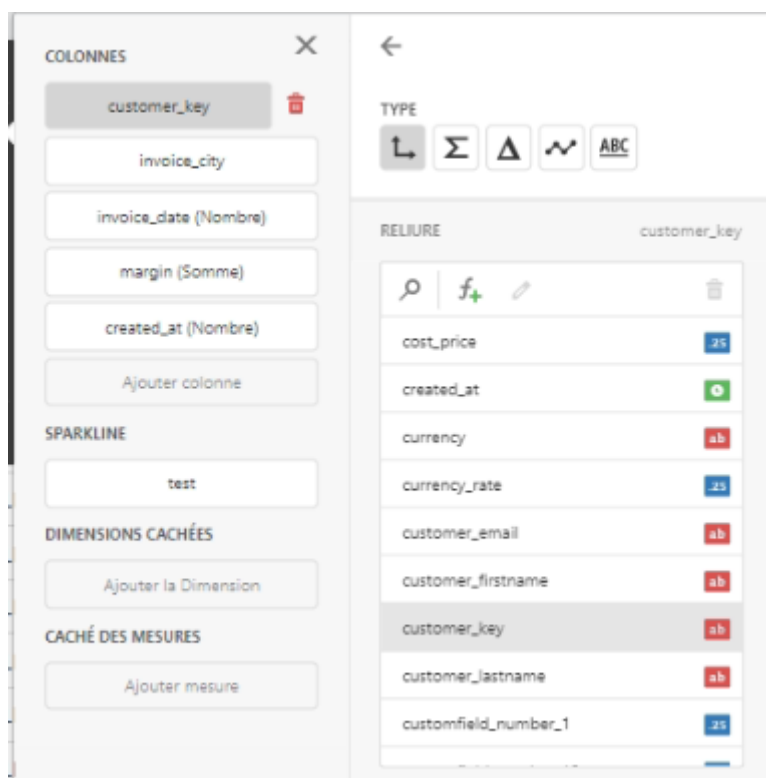 COLONNES
customer_key
invoice_city
invoice_date (Nombre)
margin (Somme)
created_at (Nombre)
Ajouter colonne
SPARKLINE
test
DIMENSIONS CACHÉES
Ajouter la Dimension
CACHÉ DES MESURES
Ajouter mesure
TYPE
ABC
RELIURE customer_key
cost_price .25
created_at
currency ab
currency_rate .25
customer_email ab
customer_firstname ab
customer_key ab
customer_lastname ab
customfield_number_1 .25